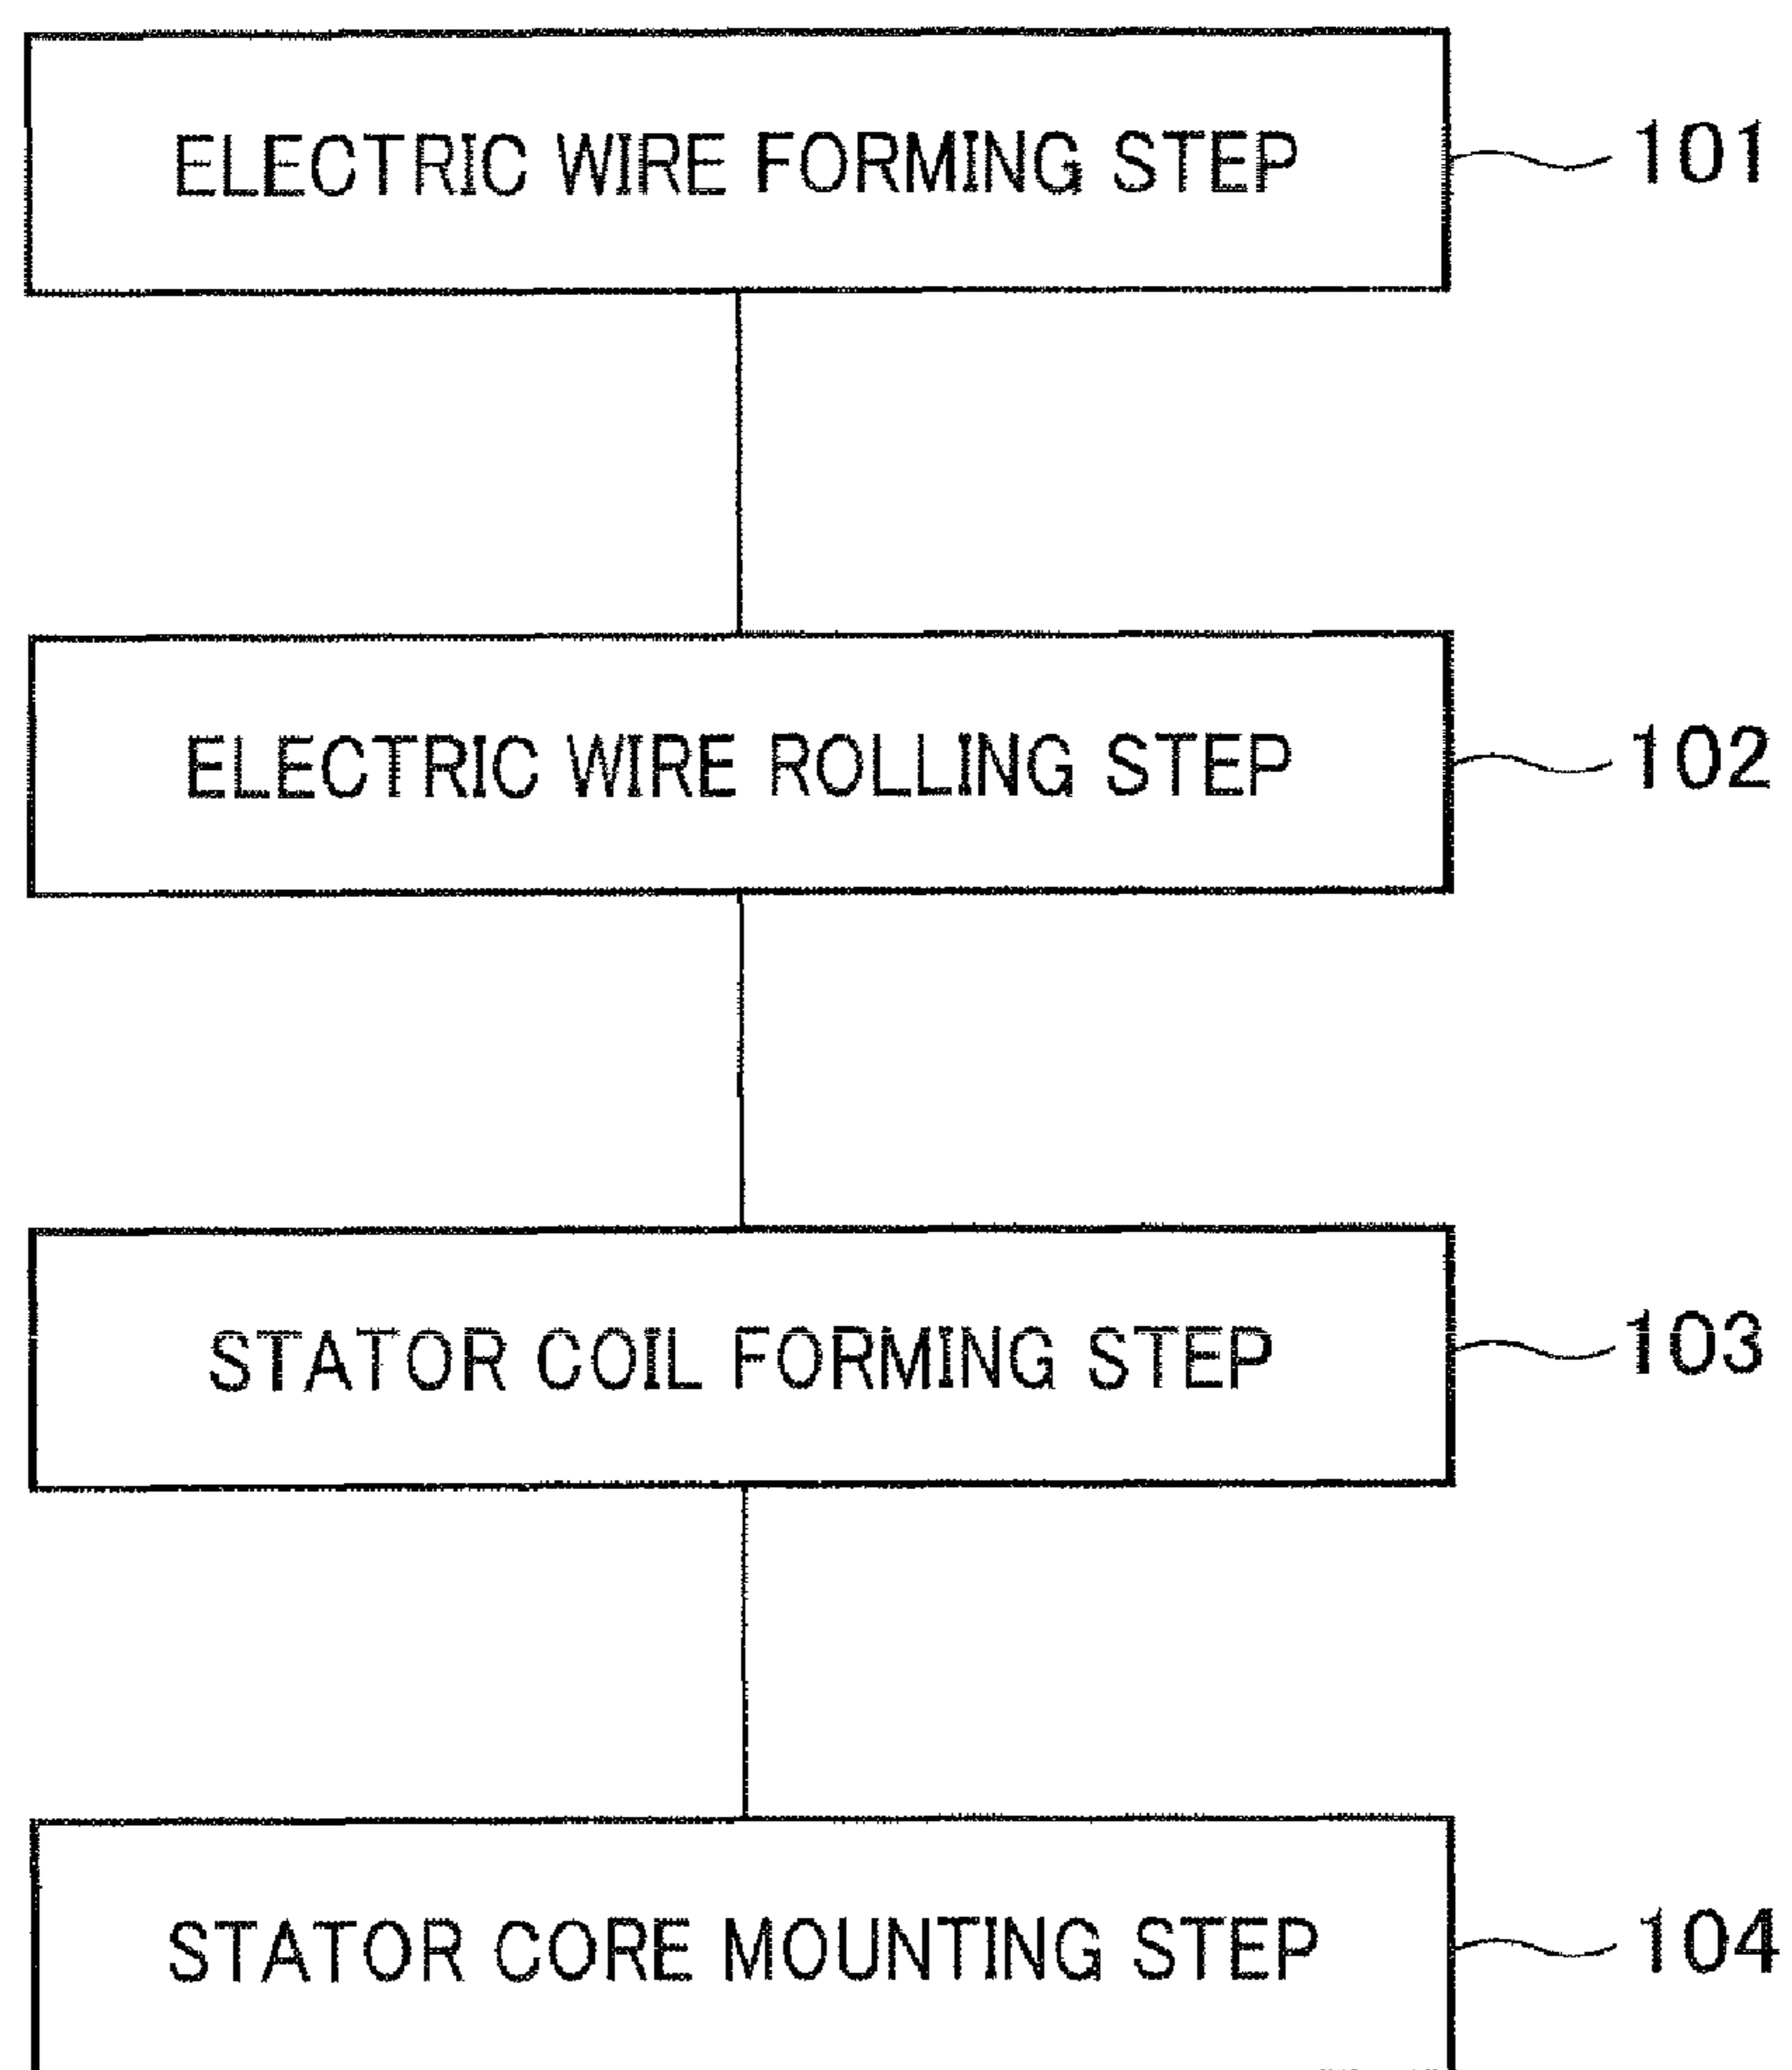 ELECTRIC WIRE FORMING STEP 101
ELECTRIC WIRE ROLLING STEP 102
STATOR COIL FORMING STEP 103
STATOR CORE MOUNTING STEP 104